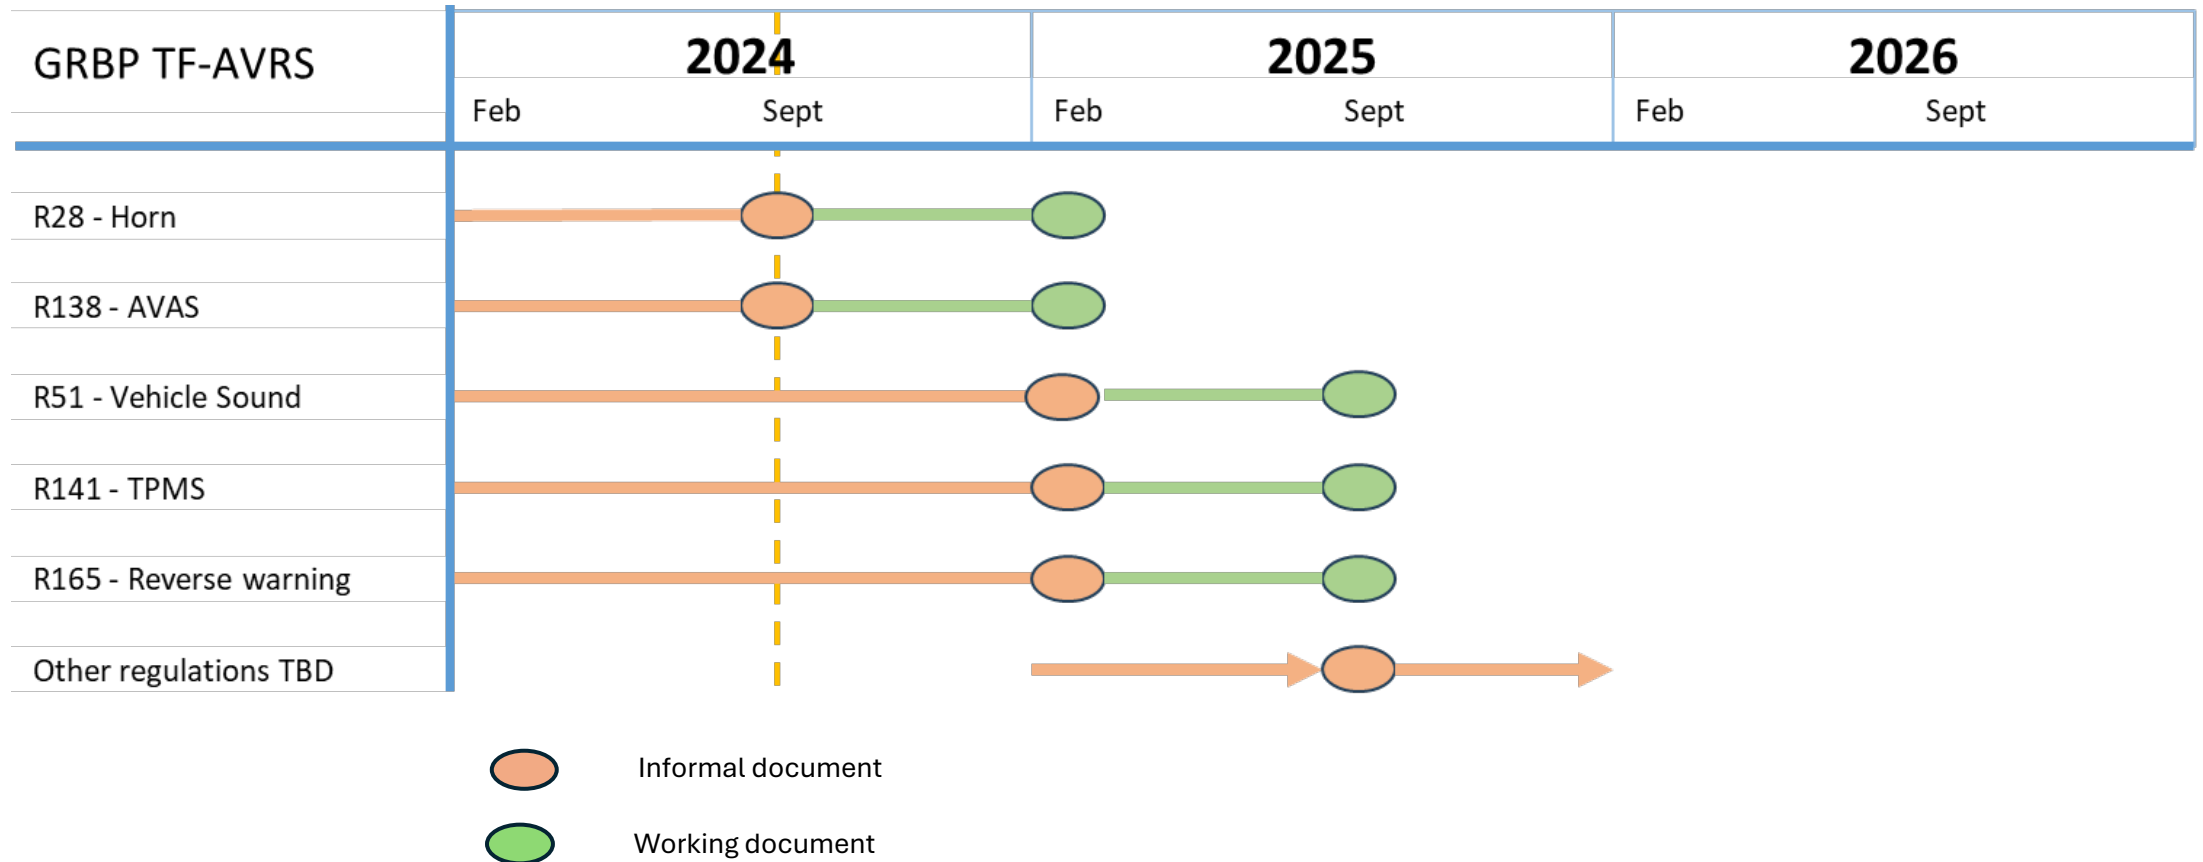 GRBP TF-AVRS
2024
2025
2026
Feb
Sept
Feb
Sept
Feb
Sept
R28 - Horn
R138 - AVAS
R51 - Vehicle Sound
R141 - TPMS
R165 - Reverse warning
Other regulations TBD
Informal document
Working document